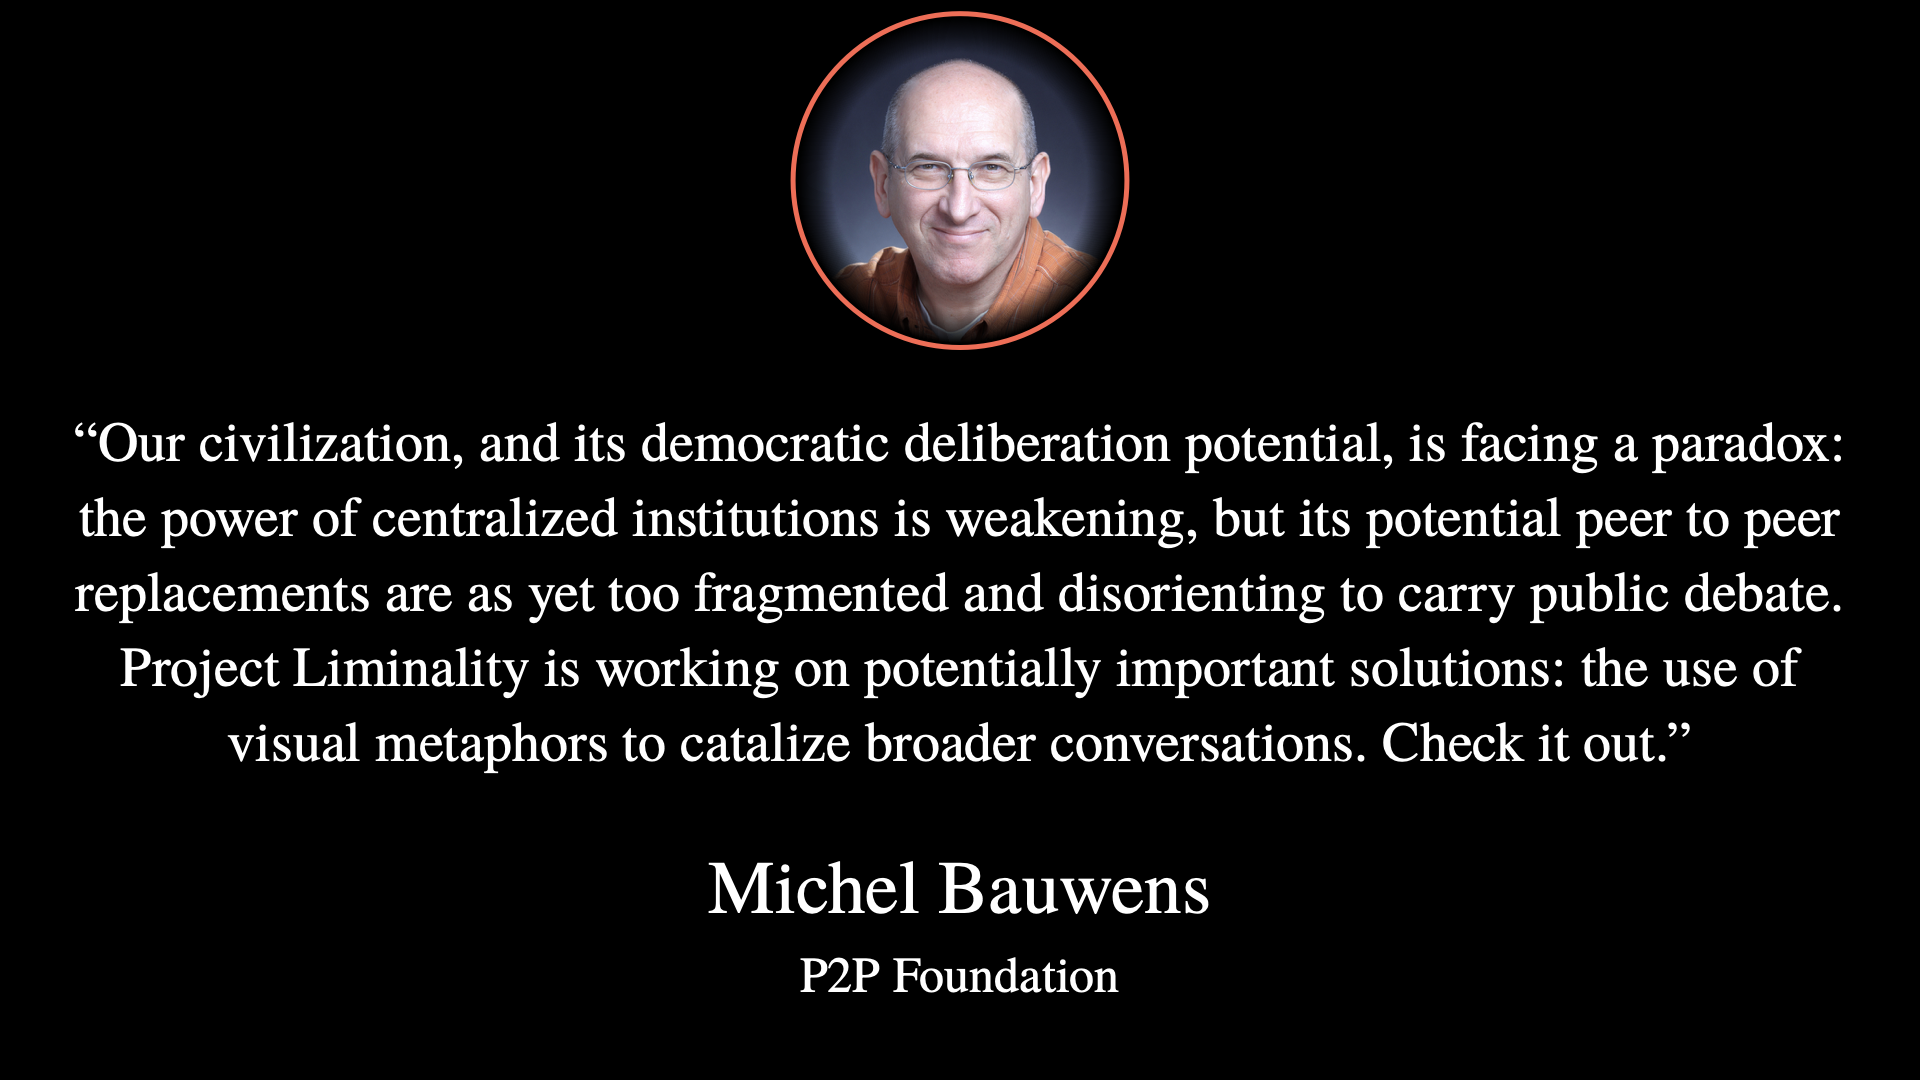 “Our civilization, and its democratic deliberation potential, is facing a paradox:
the power of centralized institutions is weakening, but its potential peer to peer
replacements are as yet too fragmented and disorienting to carry public debate.
Project Liminality is working on potentially important solutions: the use of
visual metaphors to catalize broader conversations. Check it out.”
Michel Bauwens
P2P Foundation